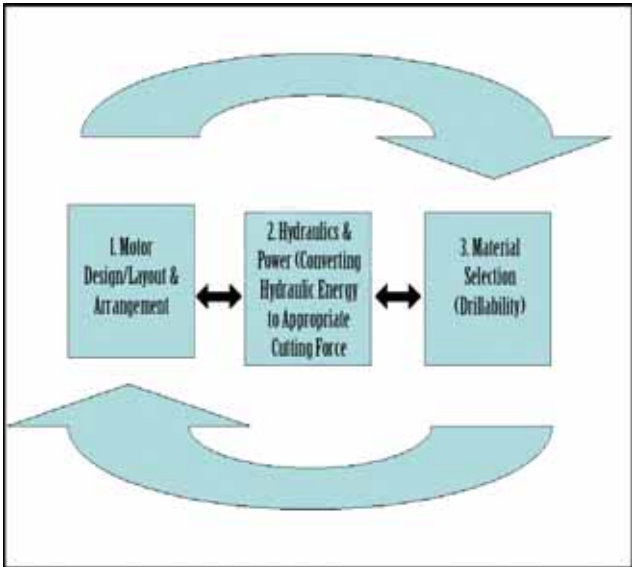 1. Motor
Design/Layout &
Arrangement
2. Hydraulics &
Power (Converting
Hydraulic Energy
to Appropriate
Cutting Force
3. Material
Selection
(Drillability)